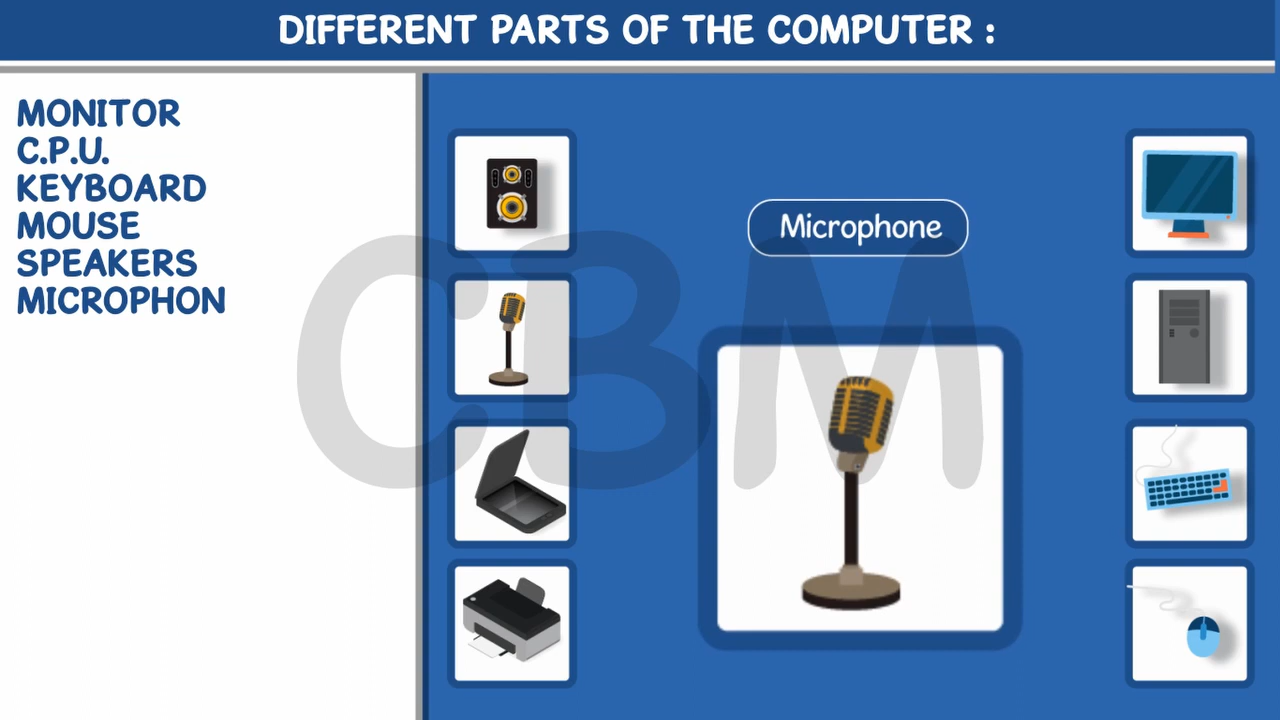 DIFFERENT PARTS OF THE COMPUTER :
MONITOR
C.P.U.
KEYBOARD
MOUSE
SPEAKERS
MICROPHON
Microphone
CBM